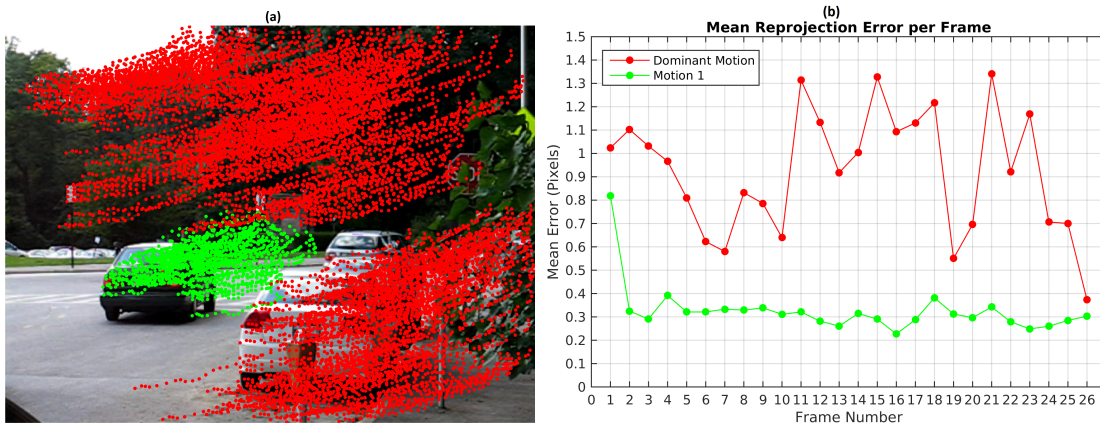 (a)
(b)
Mean Reprojection Error per Frame
Dominant Motion
Motion 1
Mean Error (Pixels)
1.5
1.4
1.3
1.2
1.1
1
0.9
0.8
0.7
0.6
0.5
0.4
0.3
0.2
0.1
0
0 1 2 3 4 5 6 7 8 9 10 11 12 13 14 15 16 17 18 19 20 21 22 23 24 25 26
Frame Number